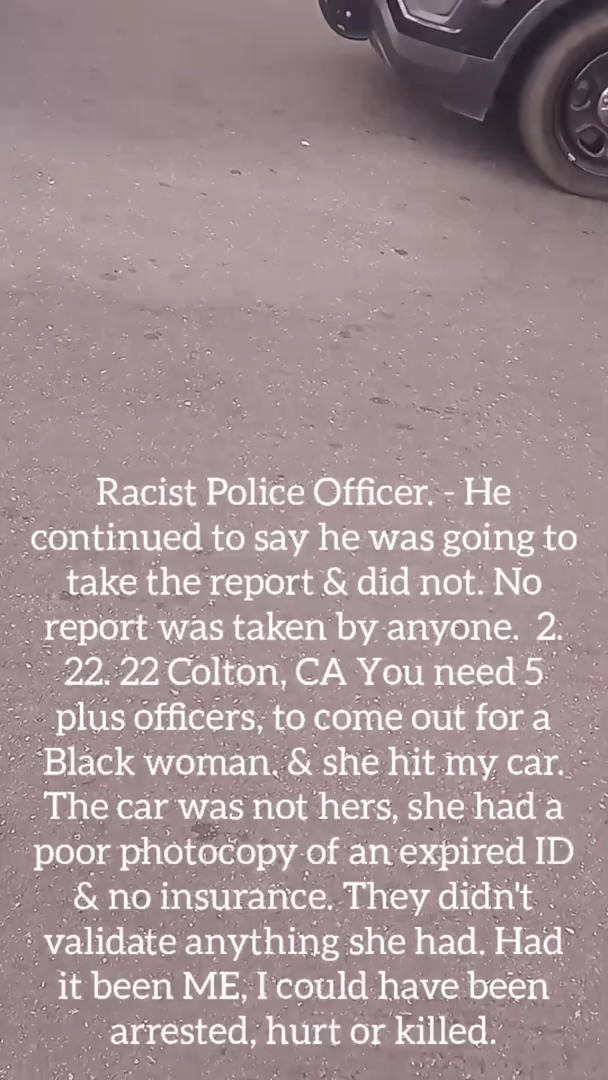 Racist Police Officer. - He
continued to say he was going to
take the report & did not. No
report was taken by anyone. 2.
22. 22 Colton, CA You need 5
plus officers, to come out for a
Black woman. & she hit my car.
The car was not hers, she had a
poor photocopy of an expired ID
& no insurance. They didn't
validate anything she had. Had
it been ME, I could have been
arrested, hurt or killed.